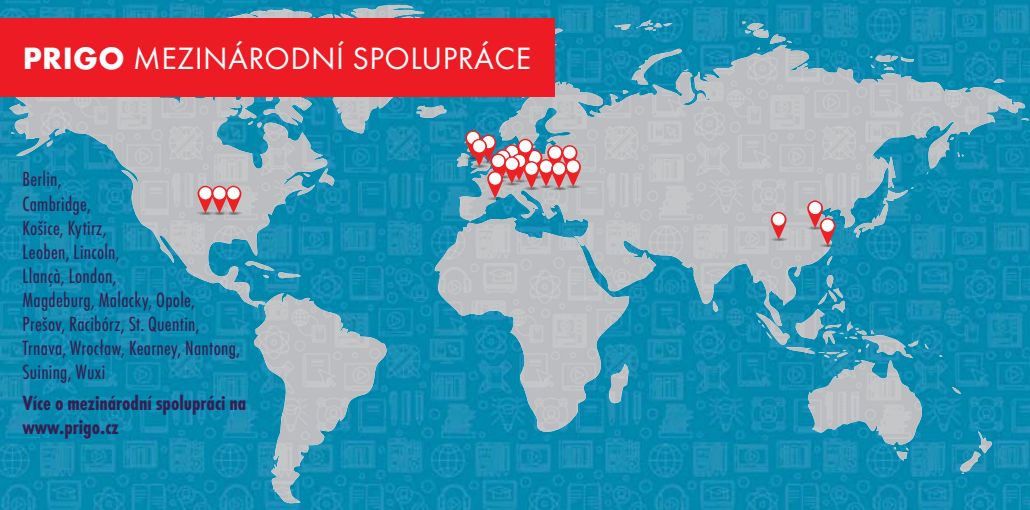 PRIGO MEZINÁRODNÍ SPOLUPRÁCE
Berlin,
Cambridge,
Košice, Kytirz,
Leoben, Lincoln,
Llançà, London,
Magdeburg, Malacky, Opole,
Prešov, Racibórz, St. Quentin,
Trnava, Wrocław, Kearney, Nantong,
Suining, Wuxi
Více o mezinárodní spolupráci na
www.prigo.cz